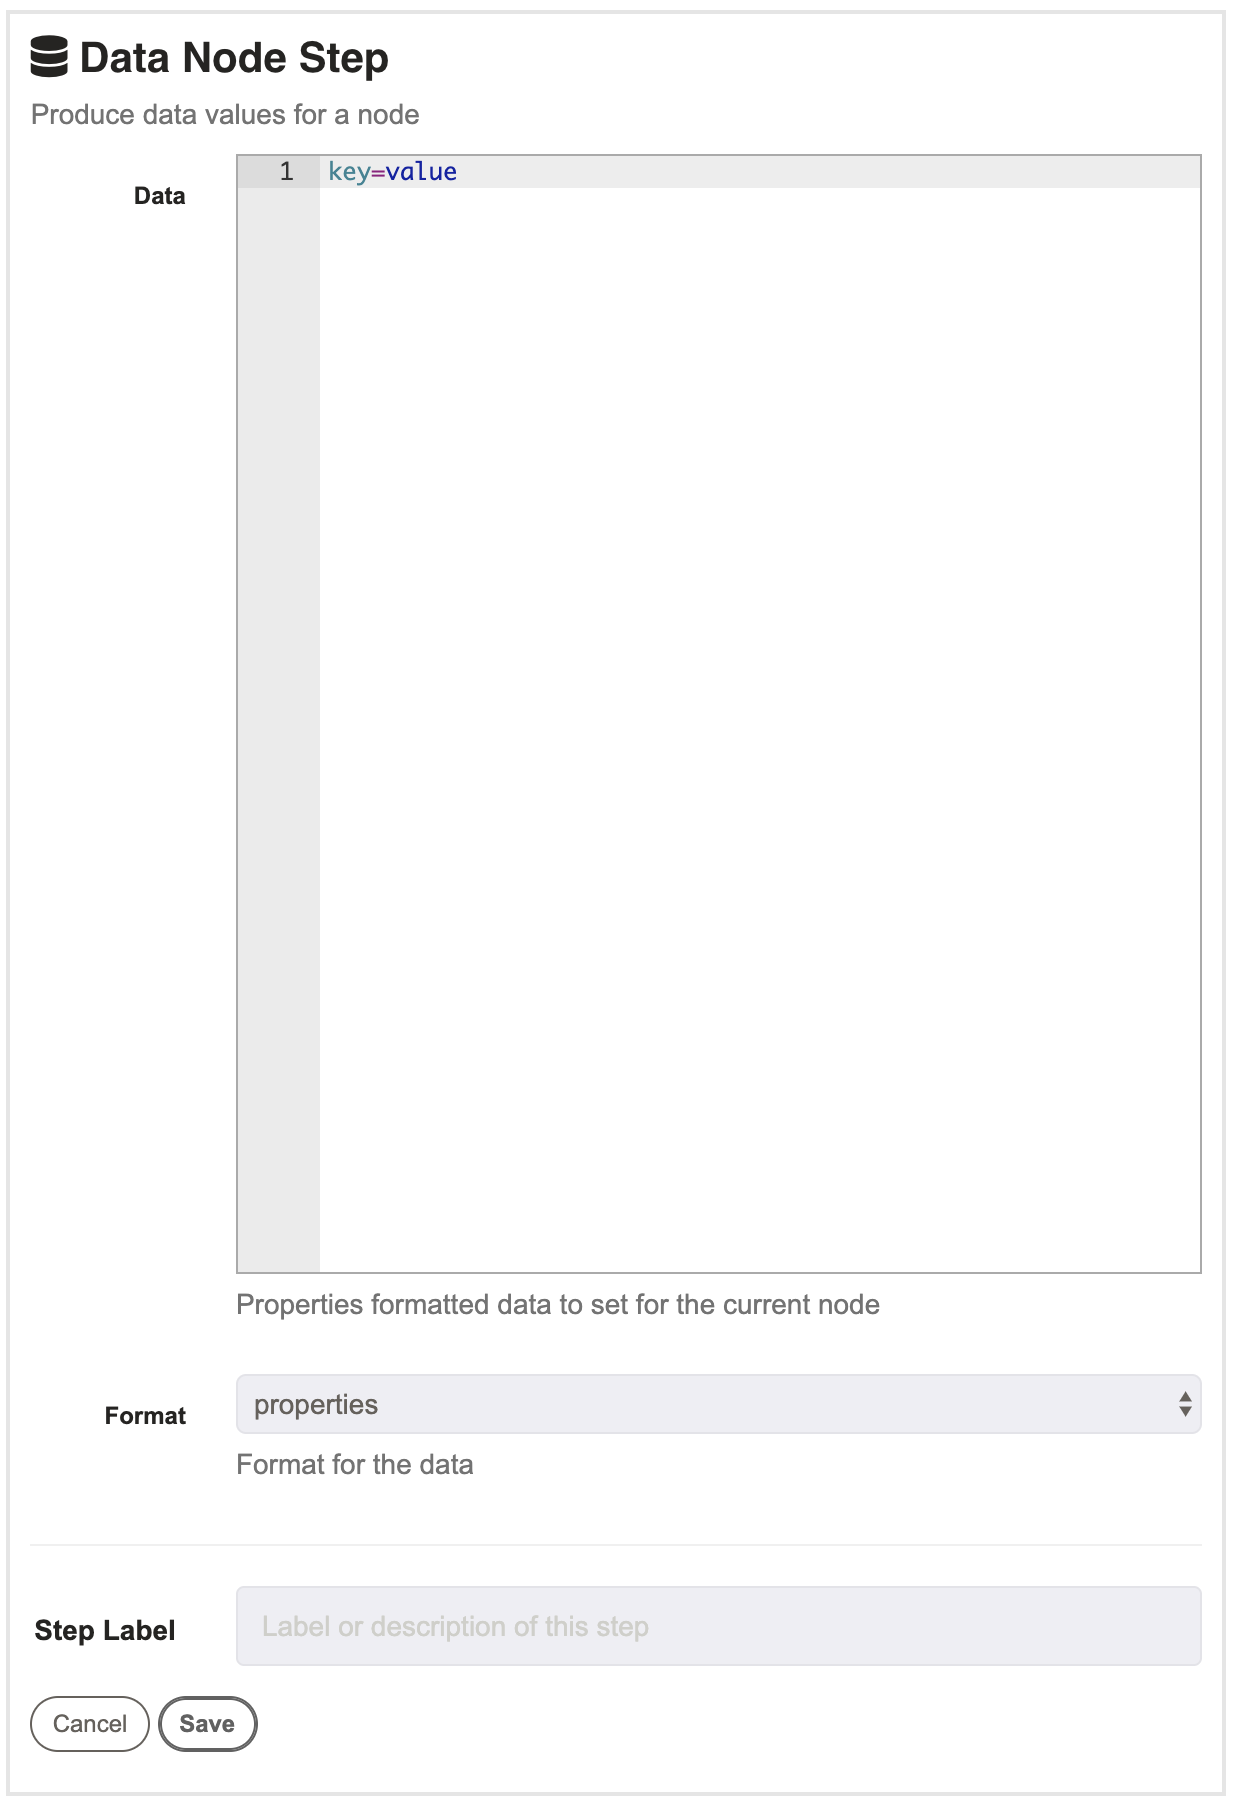 Data Node Step
Produce data values for a node
Data
1 key=value
Properties formatted data to set for the current node
Format
properties
Format for the data
Step Label
Label or description of this step
Cancel Save